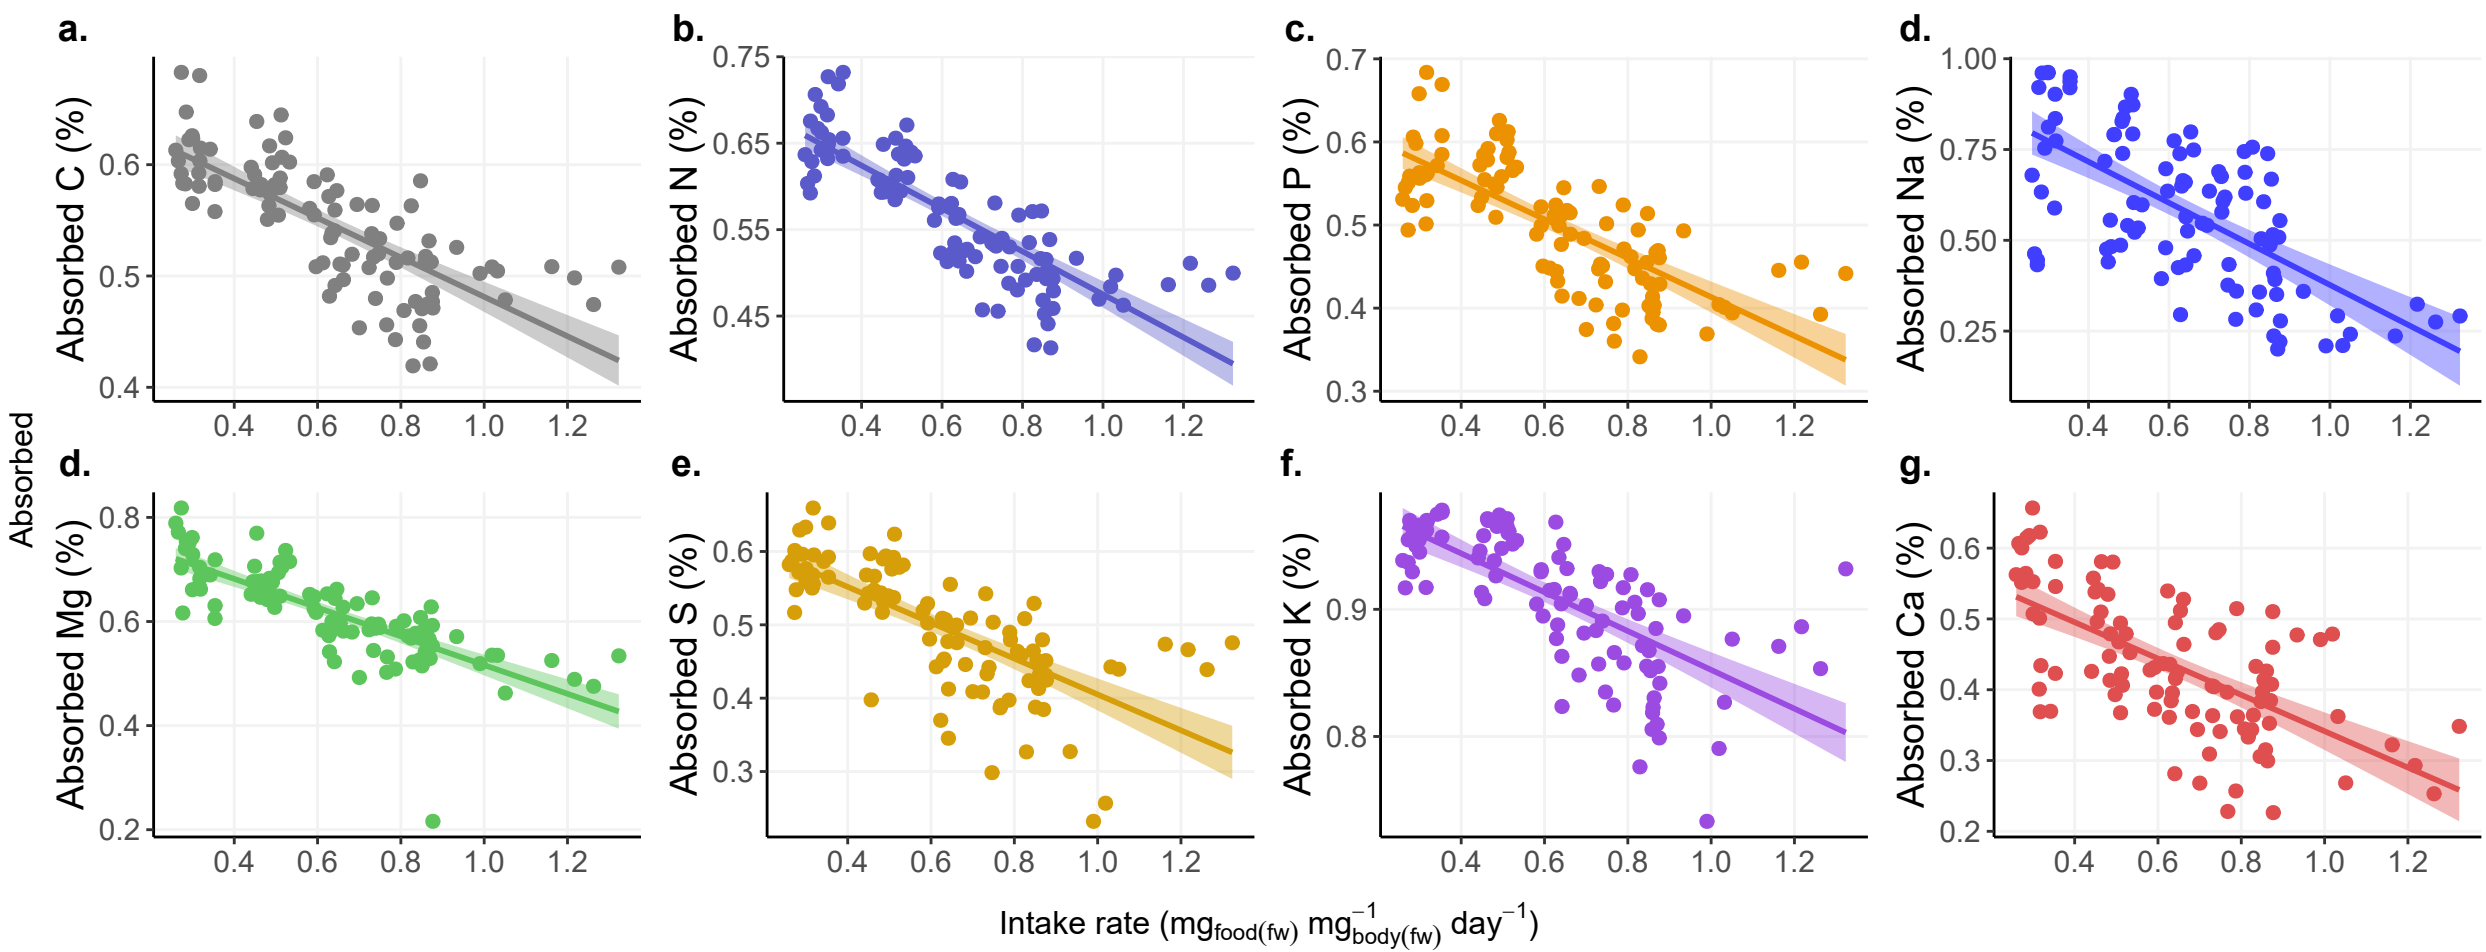 a.
Absorbed C (%)
0.6
0.5
0.4
0.4 0.6 0.8 1.0 1.2
b.
Absorbed N (%)
0.75
0.65
0.55
0.45
0.4 0.6 0.8 1.0 1.2
c.
Absorbed P (%)
0.7
0.6
0.5
0.4
0.3
0.4 0.6 0.8 1.0 1.2
d.
Absorbed Na (%)
1.00
0.75
0.50
0.25
0.4 0.6 0.8 1.0 1.2
Absorbed
d.
Absorbed Mg (%)
0.8
0.6
0.4
0.2
0.4 0.6 0.8 1.0 1.2
e.
Absorbed S (%)
0.6
0.5
0.4
0.3
0.4 0.6 0.8 1.0 1.2
f.
Absorbed K (%)
0.9
0.8
0.4 0.6 0.8 1.0 1.2
g.
Absorbed Ca (%)
0.6
0.5
0.4
0.3
0.2
0.4 0.6 0.8 1.0 1.2
Intake rate (mg food(fw) mg −1 body(fw) day −1)